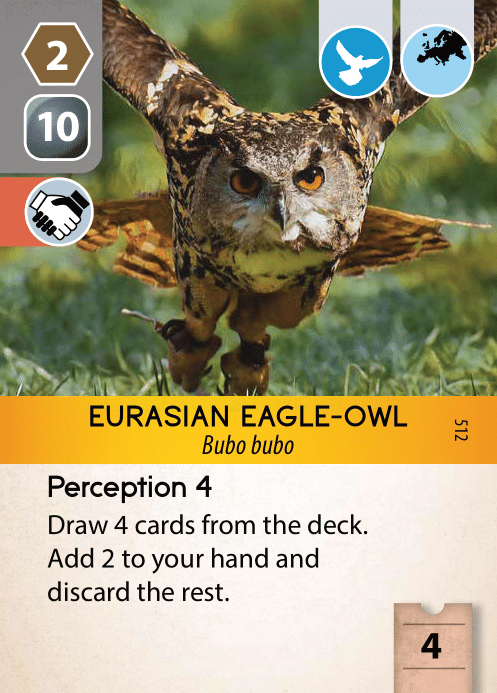 2
10
EURASIAN EAGLE-OWL
Bubo bubo
512
Perception 4
Draw 4 cards from the deck.
Add 2 to your hand and
discard the rest.
4